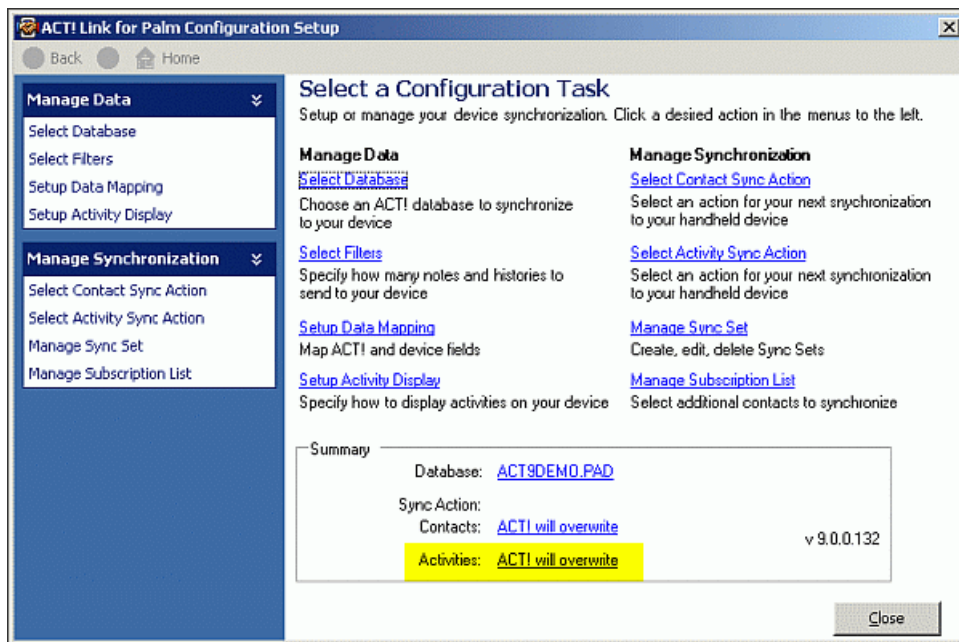 ACT! Link for Palm Configuration Setup
Back Home
Manage Data
Select Database
Select Filters
Setup Data Mapping
Setup Activity Display
Manage Synchronization
Select Contact Sync Action
Select Activity Sync Action
Manage Sync Set
Manage Subscription List
Select a Configuration Task
Setup or manage your device synchronization. Click a desired action in the menus to the left.
Manage Data
Select Database
Choose an ACT! database to synchronize
to your device
Select Filters
Specify how many notes and histories to
send to your device
Setup Data Mapping
Map ACT! and device fields
Setup Activity Display
Specify how to display activities on your device
Manage Synchronization
Select Contact Sync Action
Select an action for your next snychronization
to your handheld device
Select Activity Sync Action
Select an action for your next synchronization
to your handheld device
Manage Sync Set
Create, edit, delete Sync Sets
Manage Subscription List
Select additional contacts to synchronize
Summary
Database: ACT9DEMO.PAD
Sync Action:
Contacts: ACT! will overwrite
Activities: ACT! will overwrite
v 9.0.0.132
Close